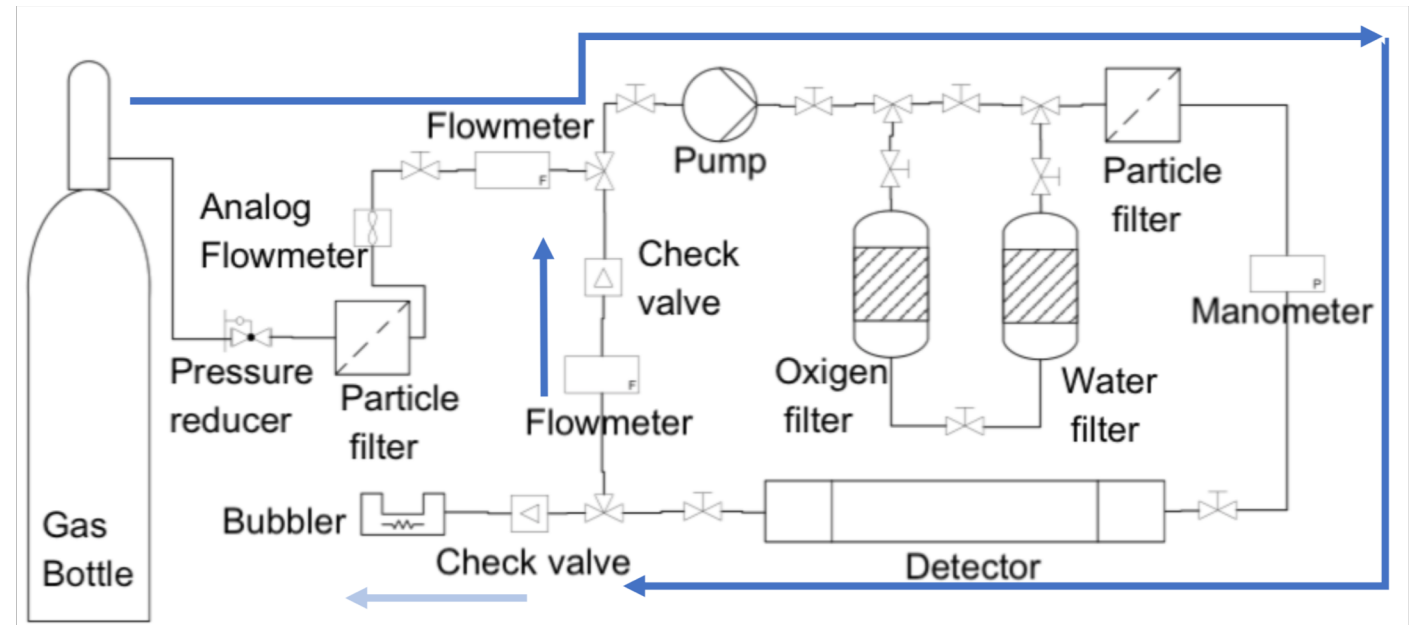 Flowmeter
F
Pump
Particle
filter
Analog
Flowmeter
Check
valve
P
Manometer
Pressure
reducer
Particle
filter
F
Flowmeter
Oxigen
filter
Water
filter
Gas
Bottle
Bubbler
Check valve
Detector